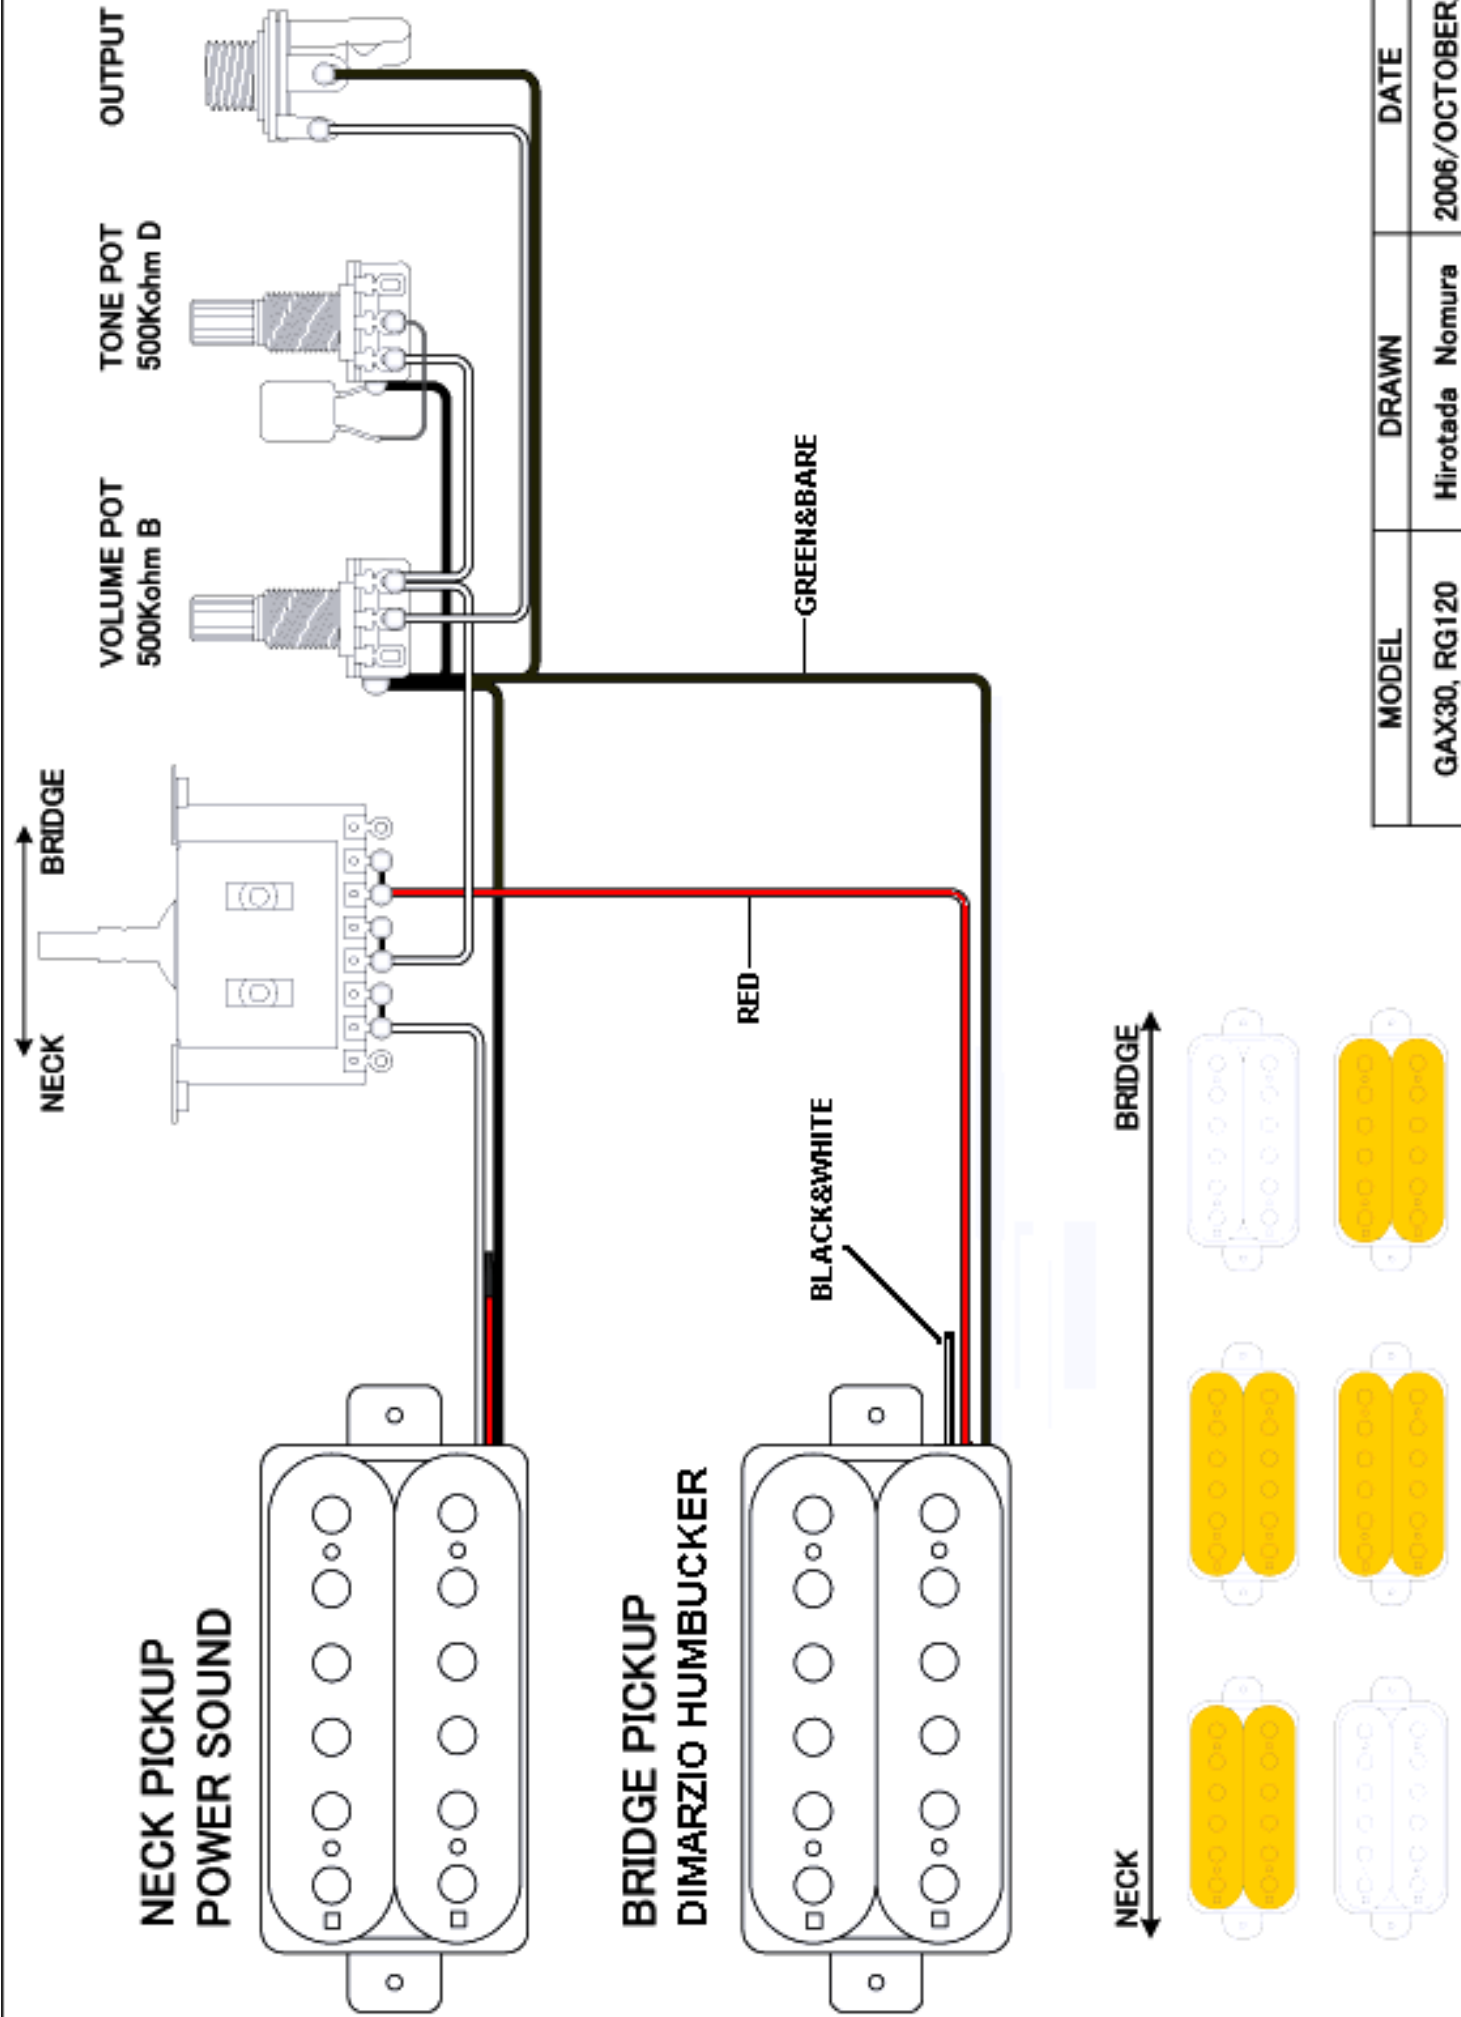 NECK BRIDGE
VOLUME POT
500Kohm B
TONE POT
500Kohm D
OUTPUT
NECK PICKUP
POWER SOUND
RED
GREEN&BARE
BLACK&WHITE
BRIDGE PICKUP
DIMARZIO HUMBUCKER
NECK BRIDGE
MODEL DRAWN DATE
GAX30, RG120 Hirotada Nomura 2006/OCTOBER